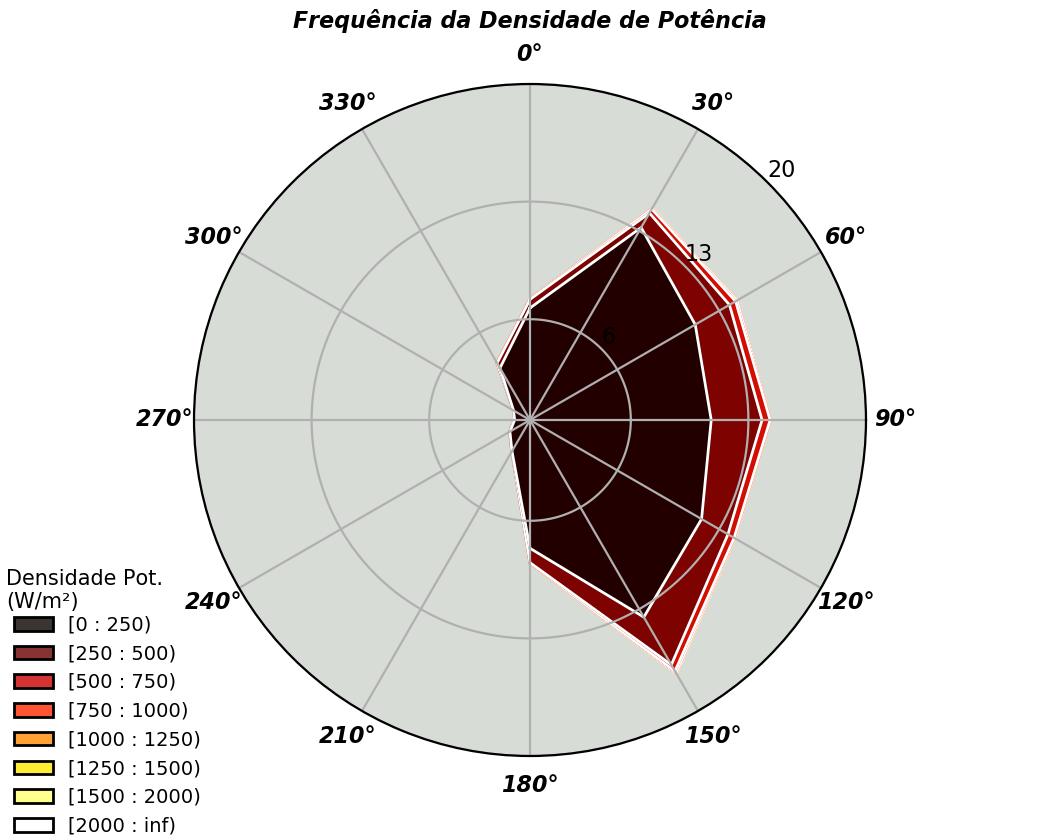 Frequência da Densidade de Potência
0°
330°
30°
20
300°
60°
13
6
270°
90°
Densidade Pot.
(W/m²)
240°
120°
[0 : 250)
[250 : 500)
[500 : 750)
[750 : 1000)
[1000 : 1250)
[1250 : 1500)
[1500 : 2000)
[2000 : inf)
210°
150°
180°